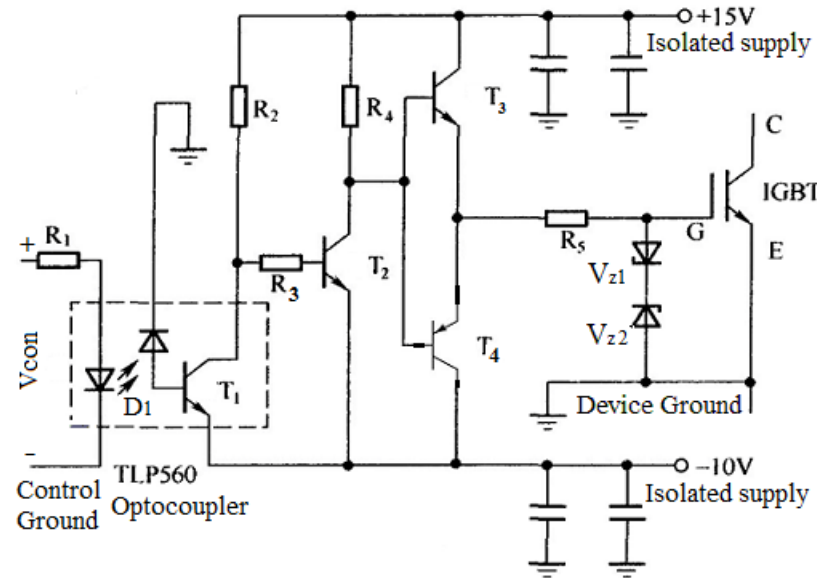 +15V
Isolated supply
R2
R4
T3
C
IGBT
G
E
+
R1
R3
T2
R5
Vz1
Vz2
T4
Vcon
D1
T1
Device Ground
-
TLP560
Optocoupler
Control
Ground
−10V
Isolated supply